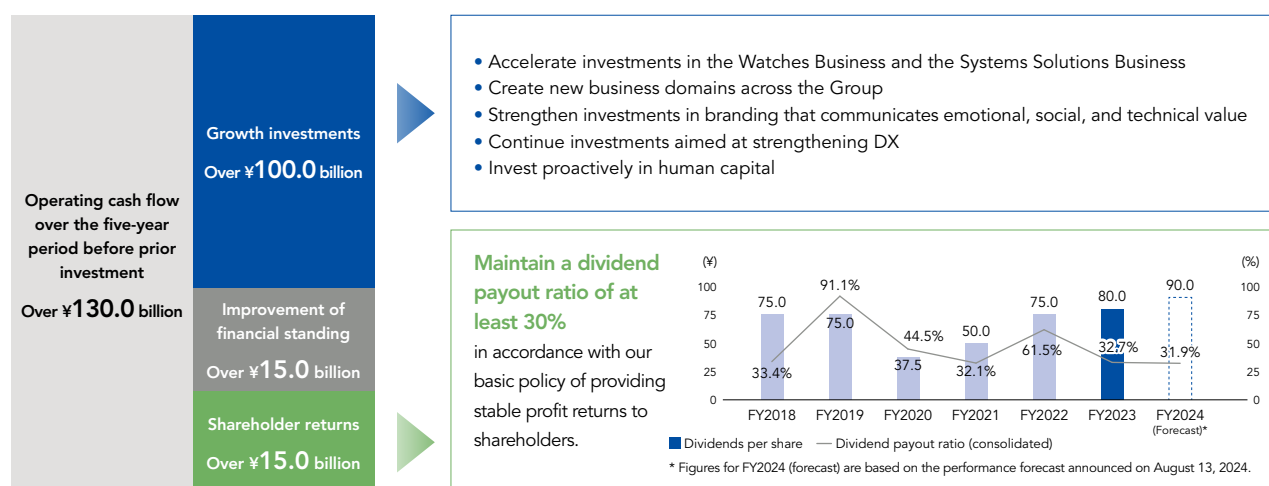 Operating cash flow
over the five-year
period before prior
investment
Over ¥130.0 billion
Growth investments
Over ¥100.0 billion
Improvement of
financial standing
Over ¥15.0 billion
Shareholder returns
Over ¥15.0 billion
• Accelerate investments in the Watches Business and the Systems Solutions Business
• Create new business domains across the Group
• Strengthen investments in branding that communicates emotional, social, and technical value
• Continue investments aimed at strengthening DX
• Invest proactively in human capital
Maintain a dividend
payout ratio of at
least 30%
in accordance with our
basic policy of providing
stable profit returns to
shareholders.
(¥) (%)
100 75.0 91.1% 44.5% 50.0 75.0 80.0 90.0 100
75 75.0 75
50 37.5 32.1% 61.5% 32.7% 31.9% 50
25 33.4% 25
0 0
FY2018 FY2019 FY2020 FY2021 FY2022 FY2023 FY2024
(Forecast)*
Dividends per share Dividend payout ratio (consolidated)
* Figures for FY2024 (forecast) are based on the performance forecast announced on August 13, 2024.